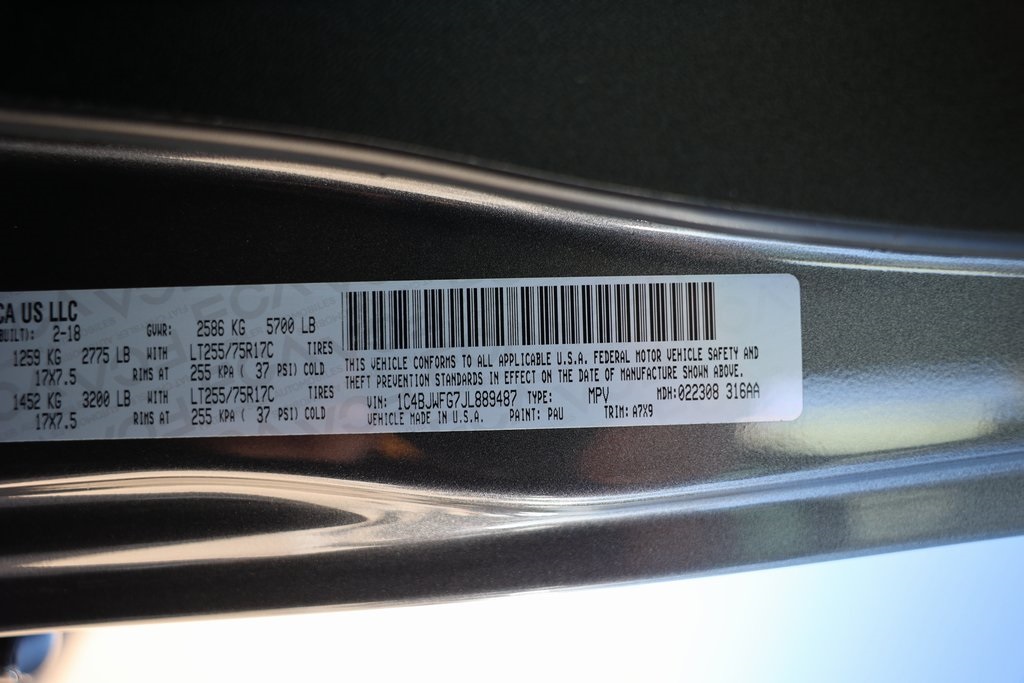 CA US LLC
BUILT): 2-18 GVWR: 2586 KG 5700 LB
1259 KG 2775 LB WITH LT255/75R17C TIRES
17X7.5 RIMS AT 255 KPA ( 37 PSI) COLD
1452 KG 3200 LB WITH LT255/75R17C TIRES
17X7.5 RIMS AT 255 KPA ( 37 PSI) COLD
THIS VEHICLE CONFORMS TO ALL APPLICABLE U.S.A. FEDERAL MOTOR VEHICLE SAFETY AND
THEFT PREVENTION STANDARDS IN EFFECT ON THE DATE OF MANUFACTURE SHOWN ABOVE.
VIN: 1C4BJWFG7JL889487 TYPE: MPV MDH:022308 316AA
VEHICLE MADE IN U.S.A. PAINT: PAU TRIM: A7X9